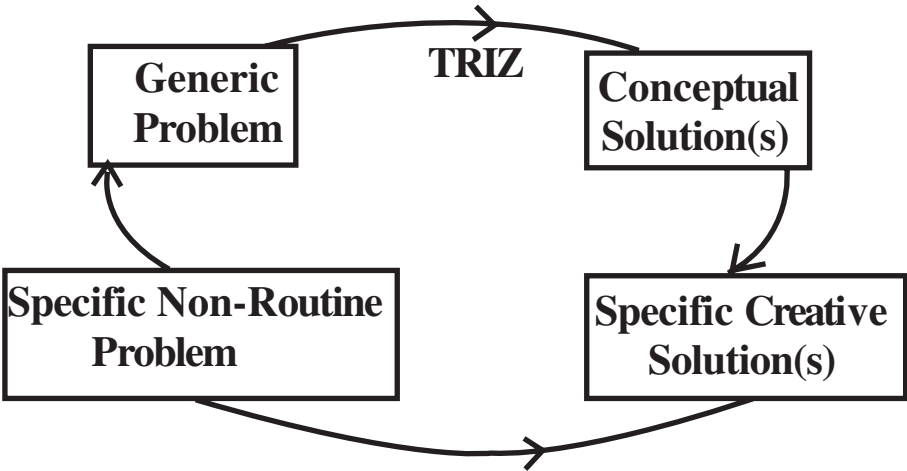 Generic
Problem
TRIZ
Conceptual
Solution(s)
Specific Non-Routine
Problem
Specific Creative
Solution(s)